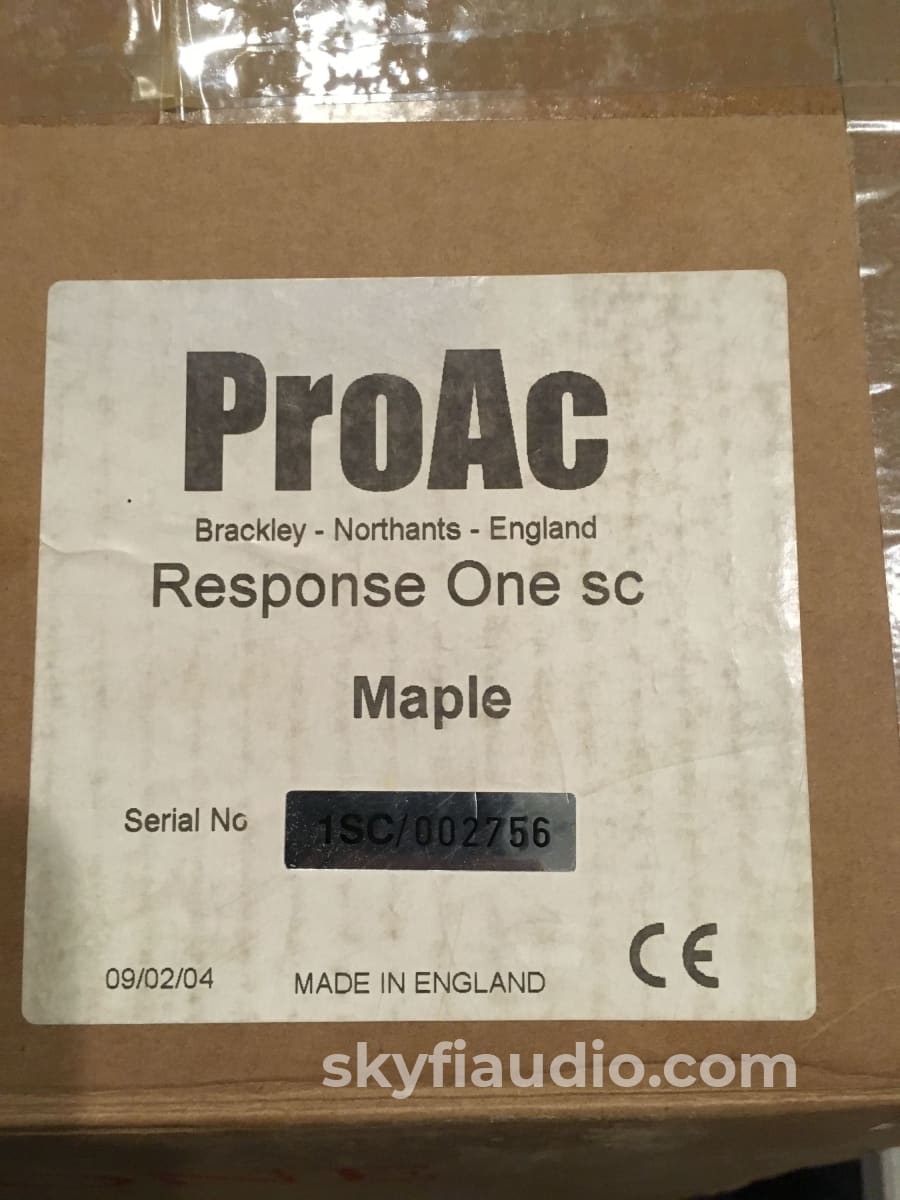 ProAc
Brackley - Northants - England
Response One sc
Maple
Serial No 1SC/002756
09/02/04 MADE IN ENGLAND CE
skyfiaudio.com